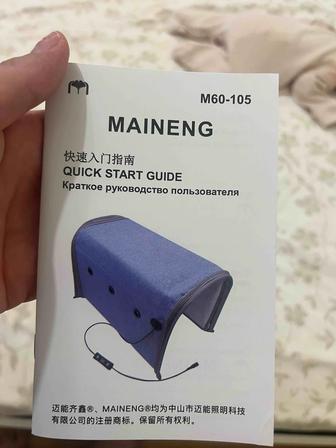 M60-105
MAINENG
快速入门指南
QUICK START GUIDE
Краткое руководство пользователя
迈能齐鑫®、MAINENG®均为中山市迈能照明科技
有限公司的注册商标。保留所有权利。